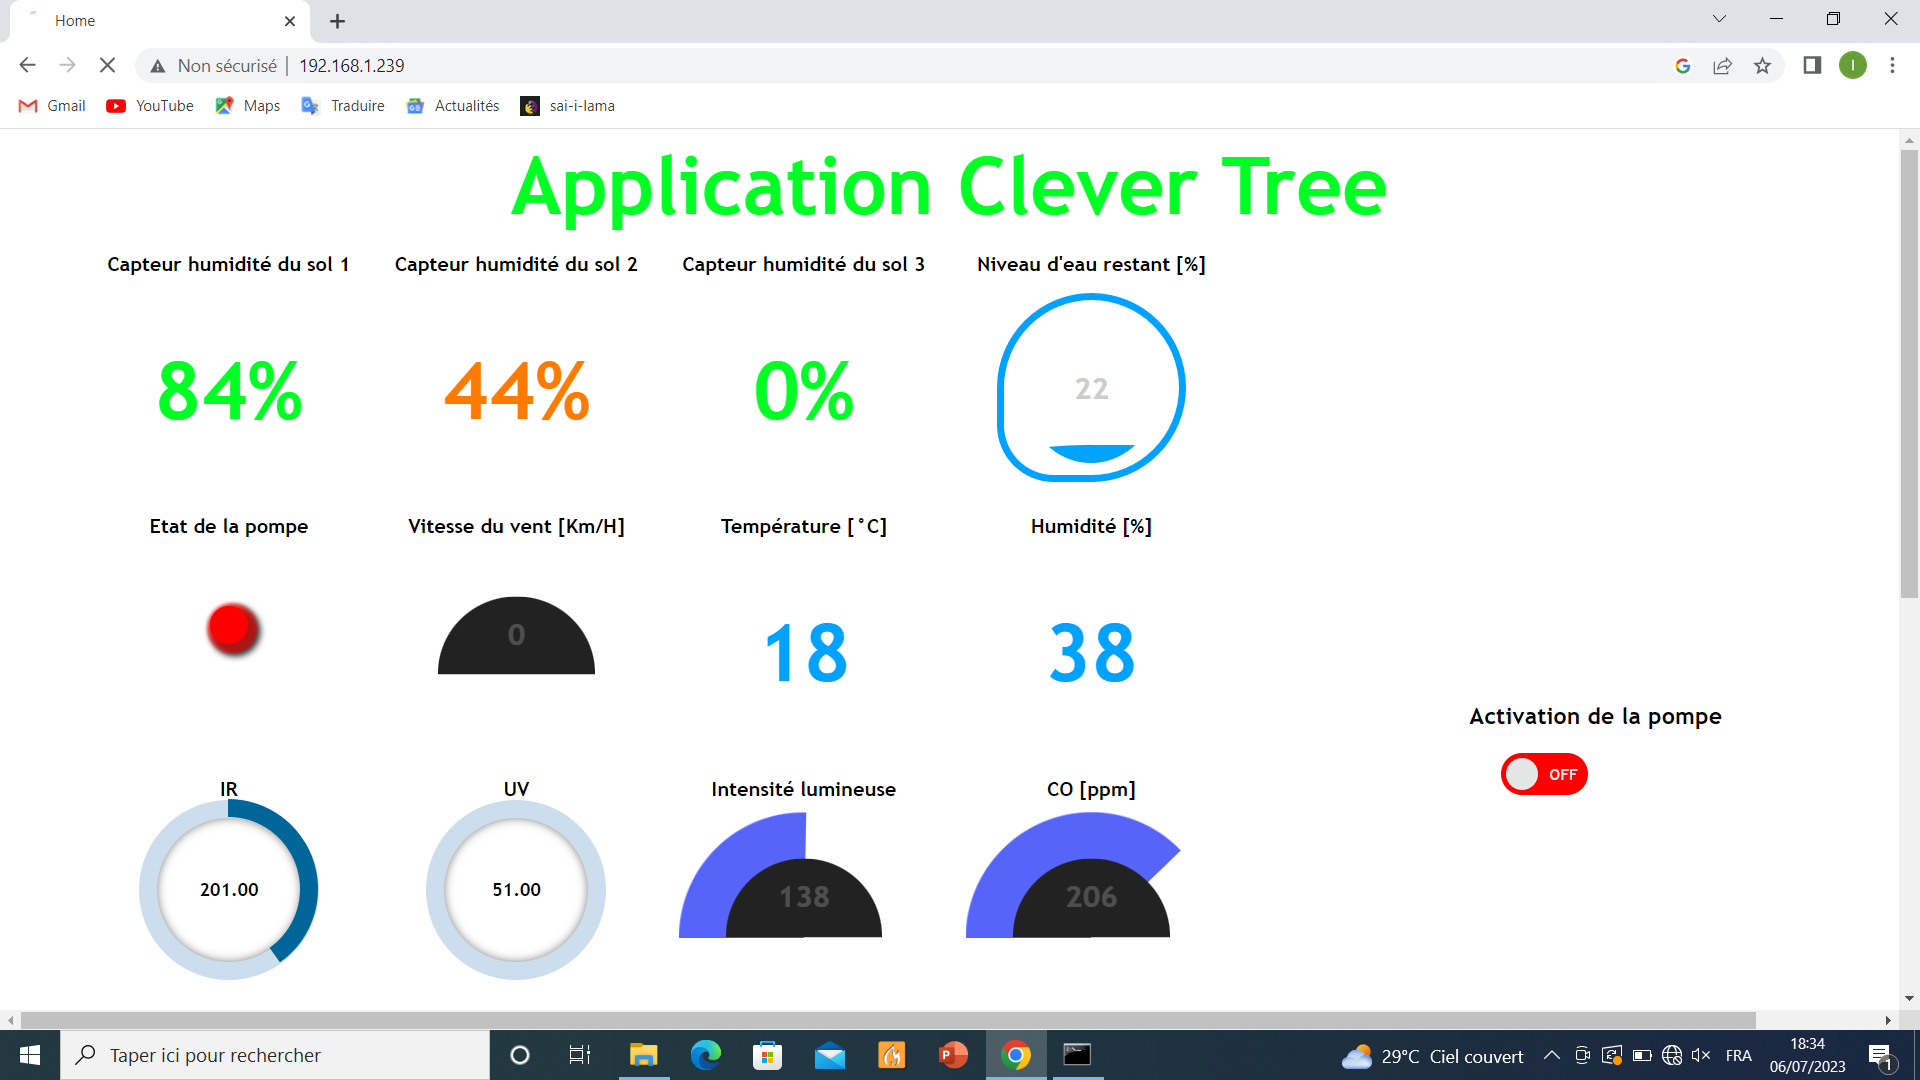 Home
Non sécurisé 192.168.1.239
Gmail YouTube Maps Traduire Actualités sai-i-lama
Application Clever Tree
Capteur humidité du sol 1 Capteur humidité du sol 2 Capteur humidité du sol 3 Niveau d'eau restant [%]
84% 44% 0% 22
Etat de la pompe Vitesse du vent [Km/H] Température [°C] Humidité [%]
0 18 38
Activation de la pompe
OFF
IR UV Intensité lumineuse CO [ppm]
201.00 51.00 138 206
Taper ici pour rechercher
29°C Ciel couvert FRA
18:34
06/07/2023
1